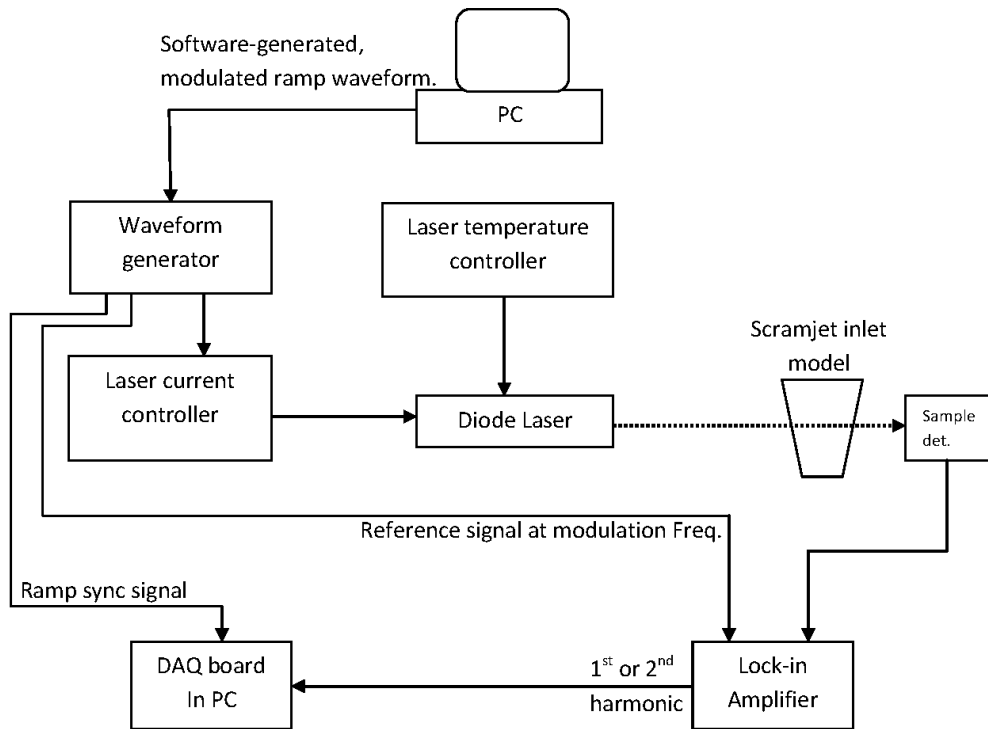 Software-generated,
modulated ramp waveform.
PC
Waveform
generator
Laser temperature
controller
Scramjet inlet
model
Laser current
controller
Diode Laser
Sample
det.
Reference signal at modulation Freq.
Ramp sync signal
DAQ board
In PC
1st or 2nd
harmonic
Lock-in
Amplifier